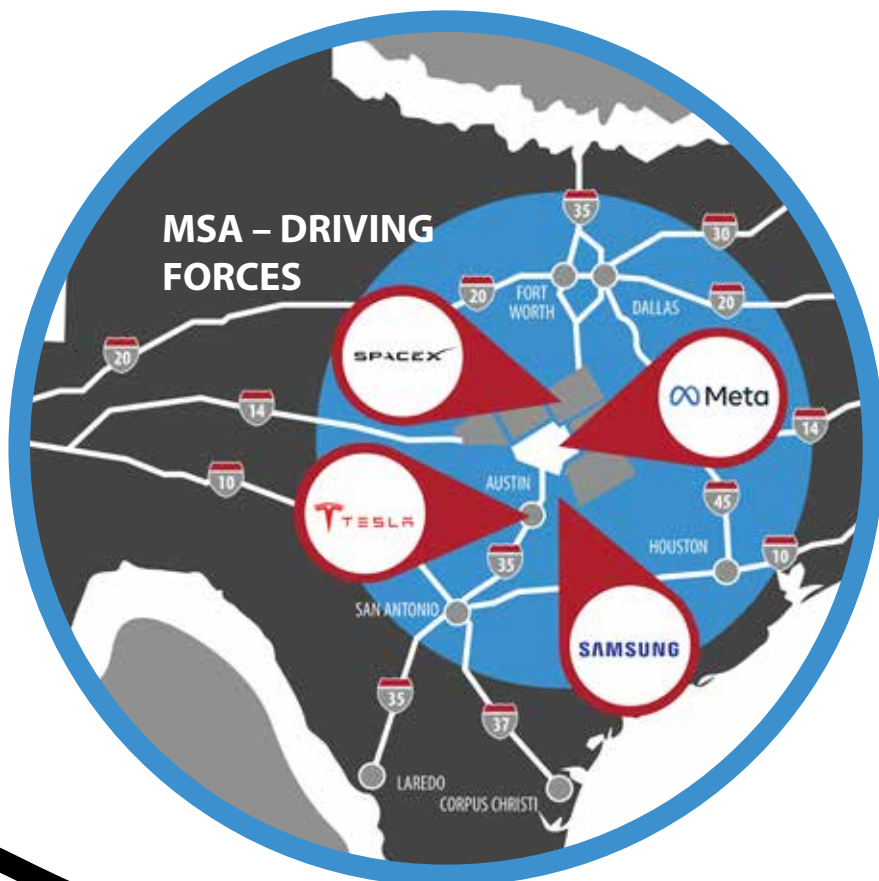 MSA – DRIVING
FORCES
35
30
20
FORT
WORTH
DALLAS
20
20
SPACEX
Meta
14
14
10
AUSTIN
TESLA
45
HOUSTON
10
35
SAN ANTONIO
SAMSUNG
35
37
LAREDO
CORPUS CHRISTI